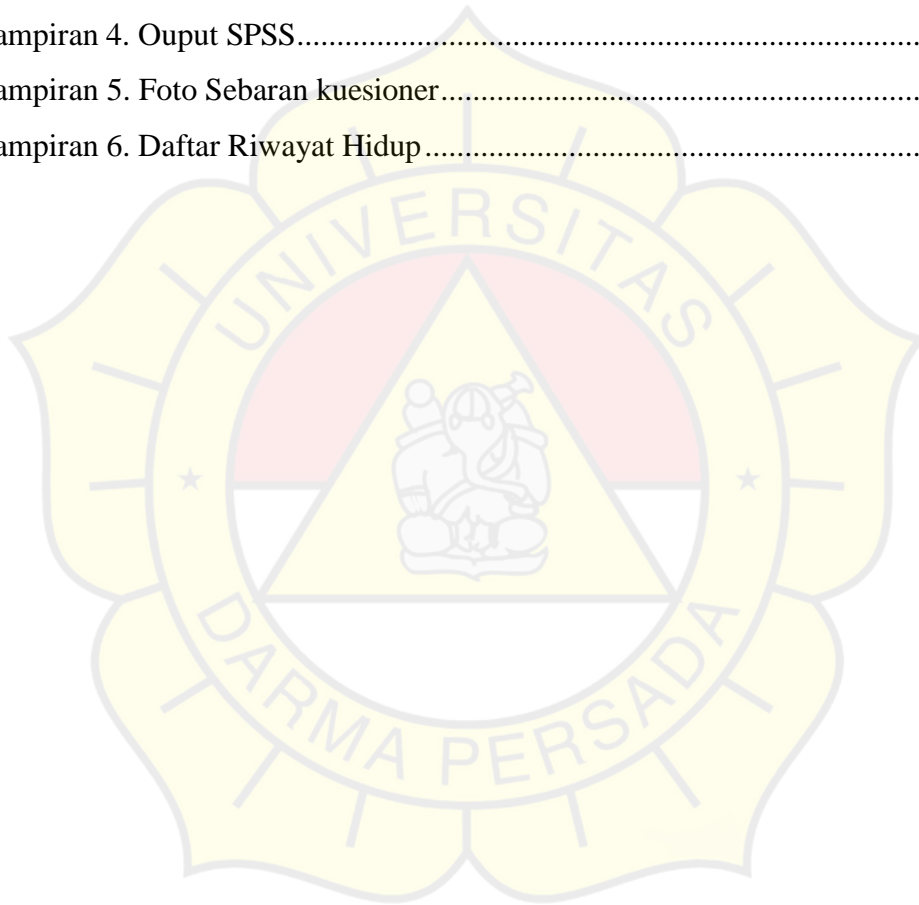 ampiran 4. Ouput SPSS
ampiran 5. Foto Sebaran kuesioner
ampiran 6. Daftar Riwayat Hidup
UNIVERSITAS
DARMA PERSADA